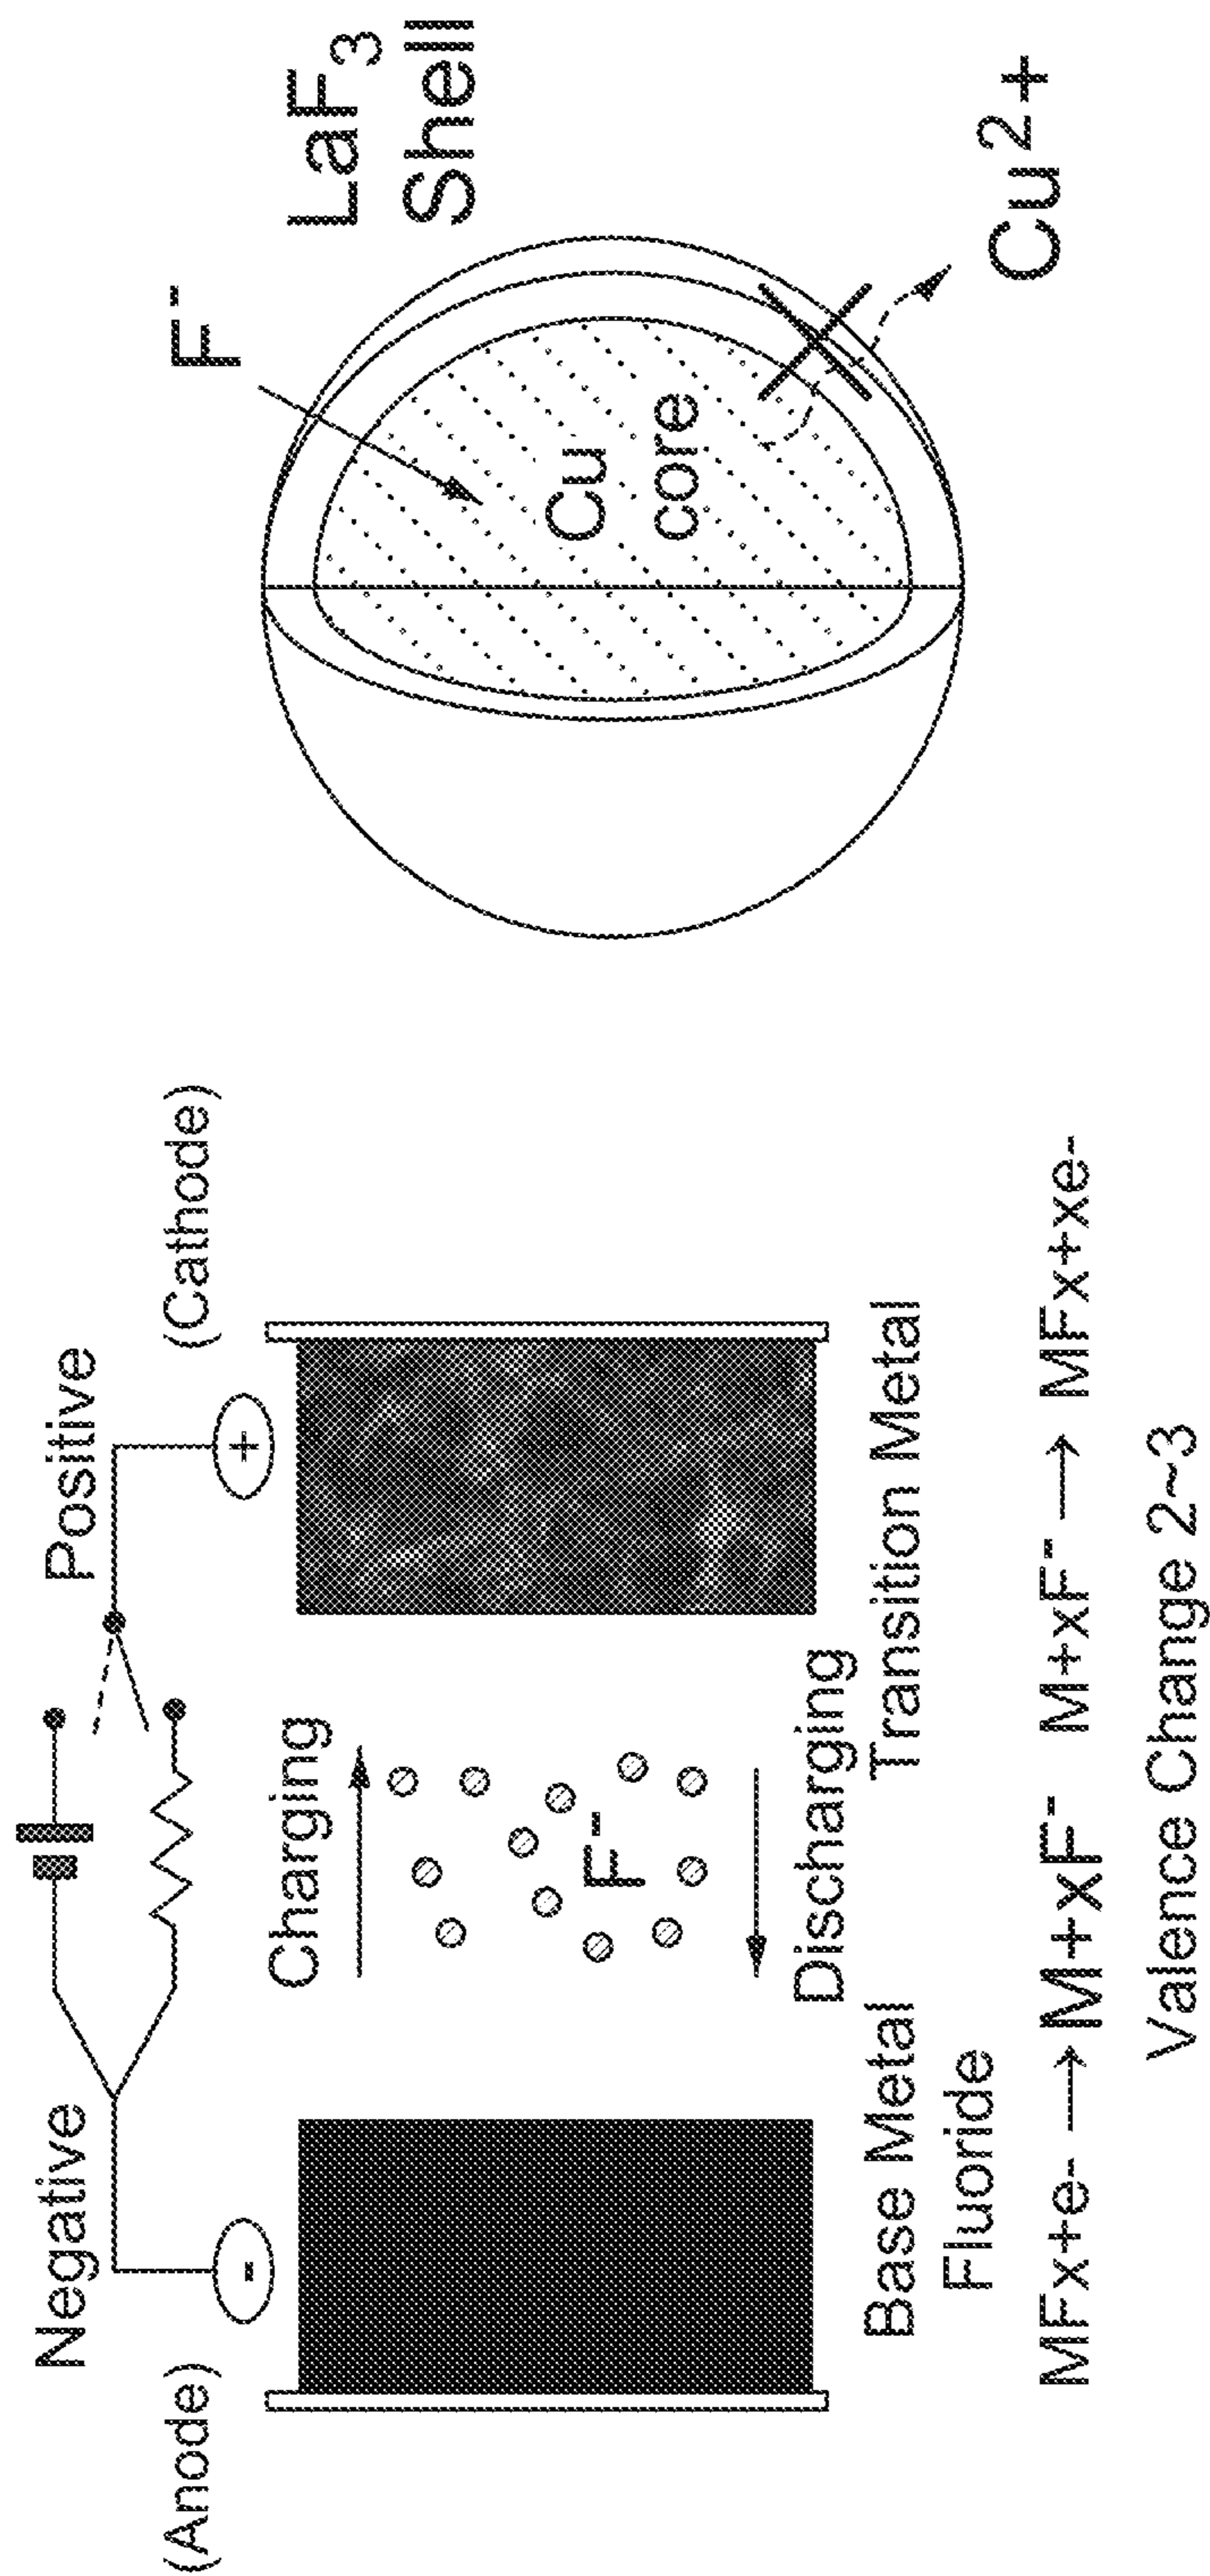 Negative
Positive
(Anode)
-
+
(Cathode)
Charging
F-
Discharging
Base Metal
Fluoride
Transition Metal
MFx+e- → M+xF-
M+xF- → MFx+xe-
Valence Change 2~3
F-
LaF3
Shell
Cu
core
Cu2+